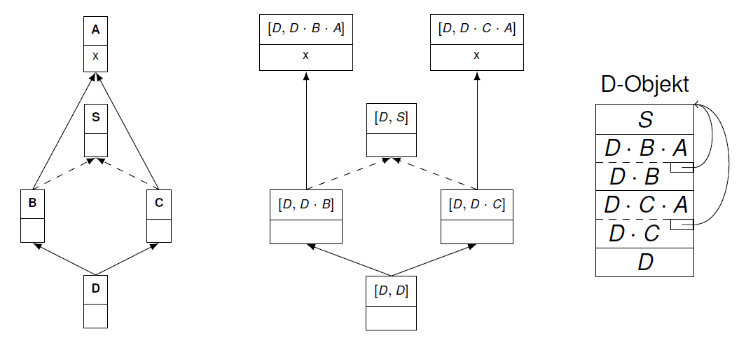 A
x
S
B
C
D
[D, D · B · A]
x
[D, D · C · A]
x
[D, S]
[D, D · B]
[D, D · C]
[D, D]
D-Objekt
S
D · B · A
D · B
D · C · A
D · C
D